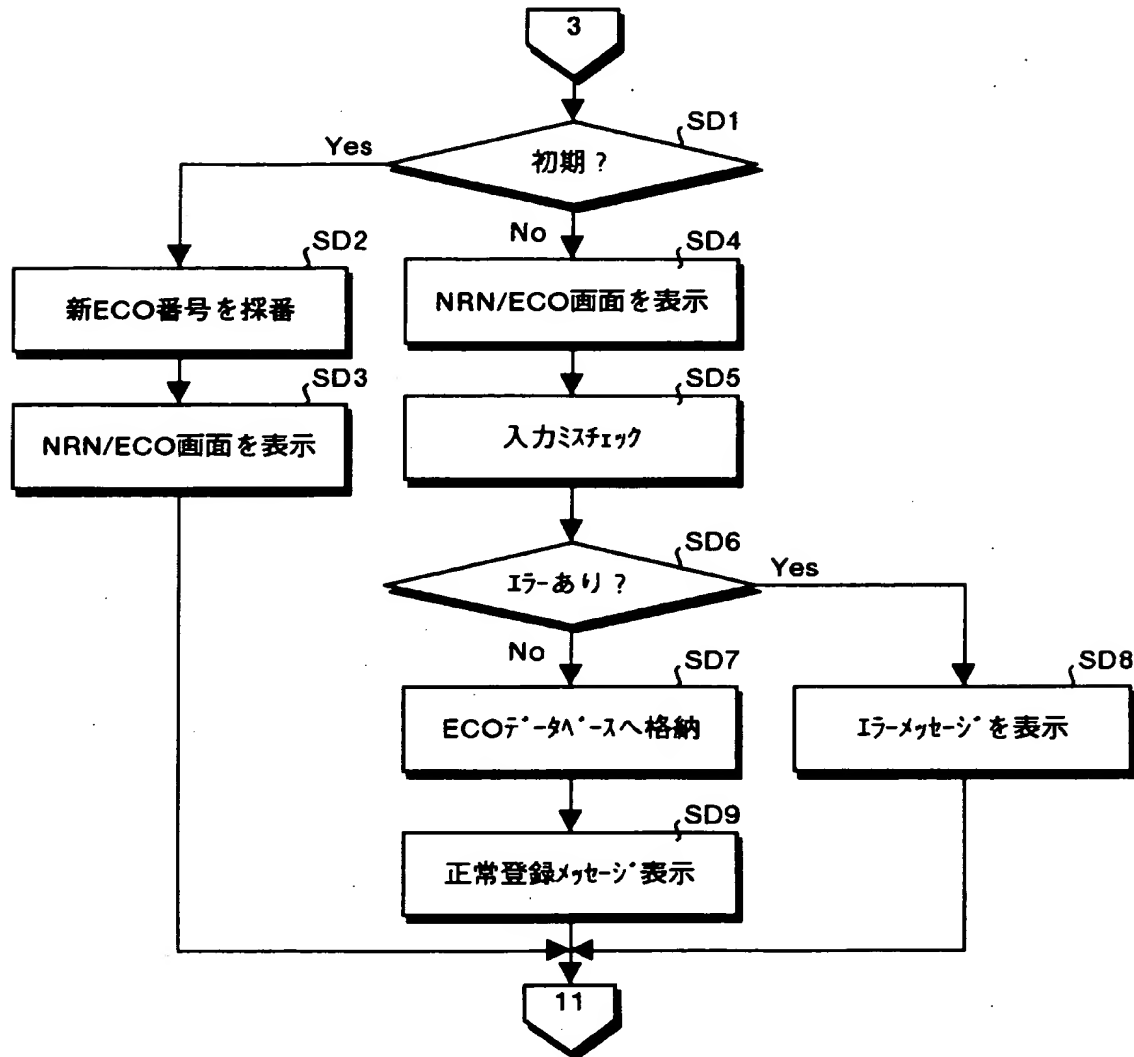 3
SD1
Yes
初期？
No
SD2
新ECO番号を採番
SD4
NRN/ECO画面を表示
SD3
NRN/ECO画面を表示
SD5
入力ﾐｽﾁｪｯｸ
SD6
ｴﾗｰあり？
Yes
No
SD7
ECOﾃﾞｰﾀﾍﾞｰｽへ格納
SD8
ｴﾗｰﾒｯｾｰｼﾞを表示
SD9
正常登録ﾒｯｾｰｼﾞ表示
11